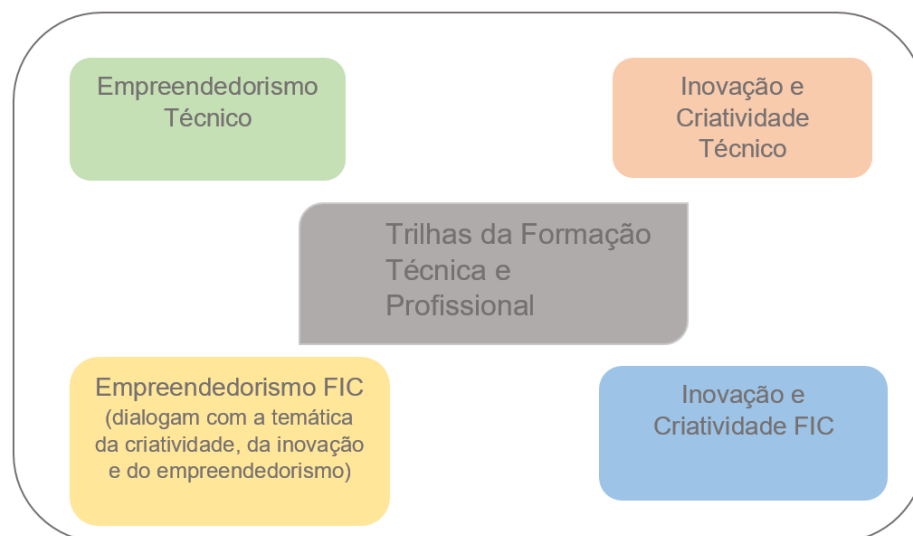 Empreendedorismo
Técnico
Inovação e
Criatividade
Técnico
Trilhas da Formação
Técnica e
Profissional
Empreendedorismo FIC
(dialogam com a temática
da criatividade, da inovação
e do empreendedorismo)
Inovação e
Criatividade FIC